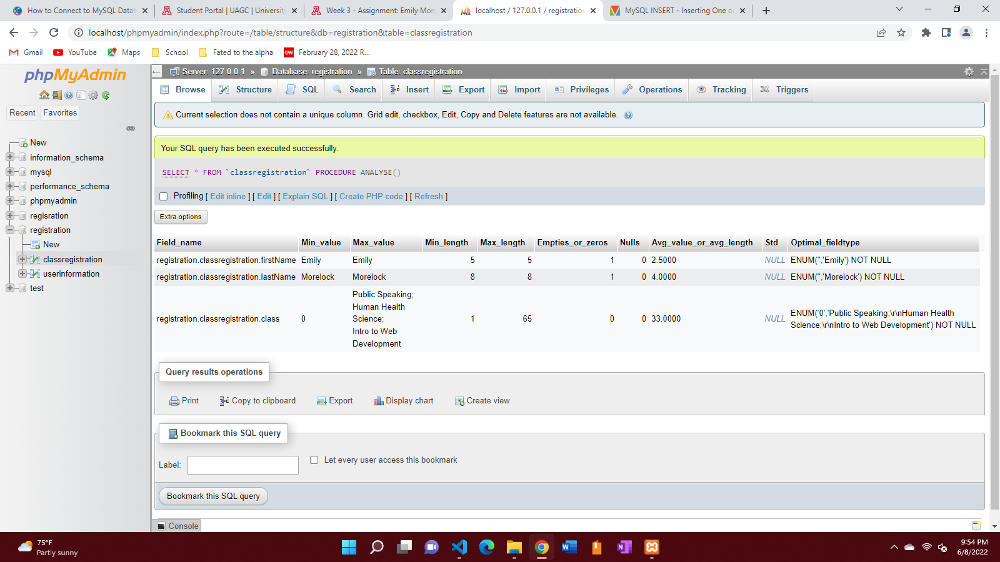 How to Connect to MySQL Datab
Student Portal | UAGC | University
Week 3 - Assignment: Emily Mor
localhost / 127.0.0.1 / registration
MySQL INSERT - Inserting One o
localhost/phpmyadmin/index.php?route=/table/structure&db=registration&table=classregistration
Gmail YouTube Maps School Fated to the alpha CNN February 28, 2022 R...
phpMyAdmin
Recent Favorites
New
information_schema
mysql
performance_schema
phpmyadmin
regisration
registration
New
classregistration
userinformation
test
Server: 127.0.0.1 » Database: registration » Table: classregistration
Browse Structure SQL Search Insert Export Import Privileges Operations Tracking Triggers
Current selection does not contain a unique column. Grid edit, checkbox, Edit, Copy and Delete features are not available.
Your SQL query has been executed successfully.
SELECT * FROM `classregistration` PROCEDURE ANALYSE()
Profiling [ Edit inline ] [ Edit ] [ Explain SQL ] [ Create PHP code ] [ Refresh ]
Extra options
Field_name Min_value Max_value Min_length Max_length Empties_or_zeros Nulls Avg_value_or_avg_length Std Optimal_fieldtype
registration.classregistration.firstName Emily Emily 5 5 1 0 2.5000 NULL ENUM('','Emily') NOT NULL
registration.classregistration.lastName Morelock Morelock 8 8 1 0 4.0000 NULL ENUM('','Morelock') NOT NULL
registration.classregistration.class 0 Public Speaking;
Human Health
Science;
Intro to Web
Development
1 65 0 0 33.0000 NULL ENUM('0','Public Speaking;\r\nHuman Health
Science;\r\nIntro to Web Development') NOT NULL
Query results operations
Print Copy to clipboard Export Display chart Create view
Bookmark this SQL query
Label: Let every user access this bookmark
Bookmark this SQL query
Console
75°F
Partly sunny
9:54 PM
6/8/2022